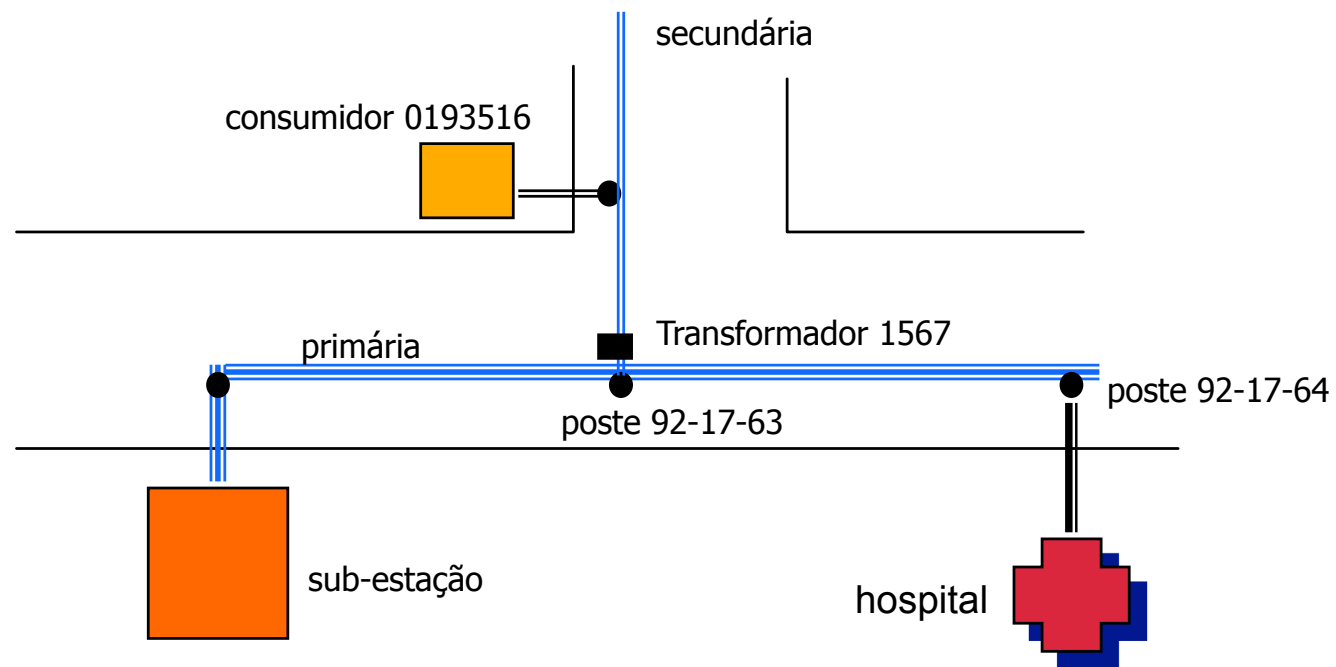 secundária
consumidor 0193516
Transformador 1567
primária
poste 92-17-64
poste 92-17-63
sub-estação
hospital